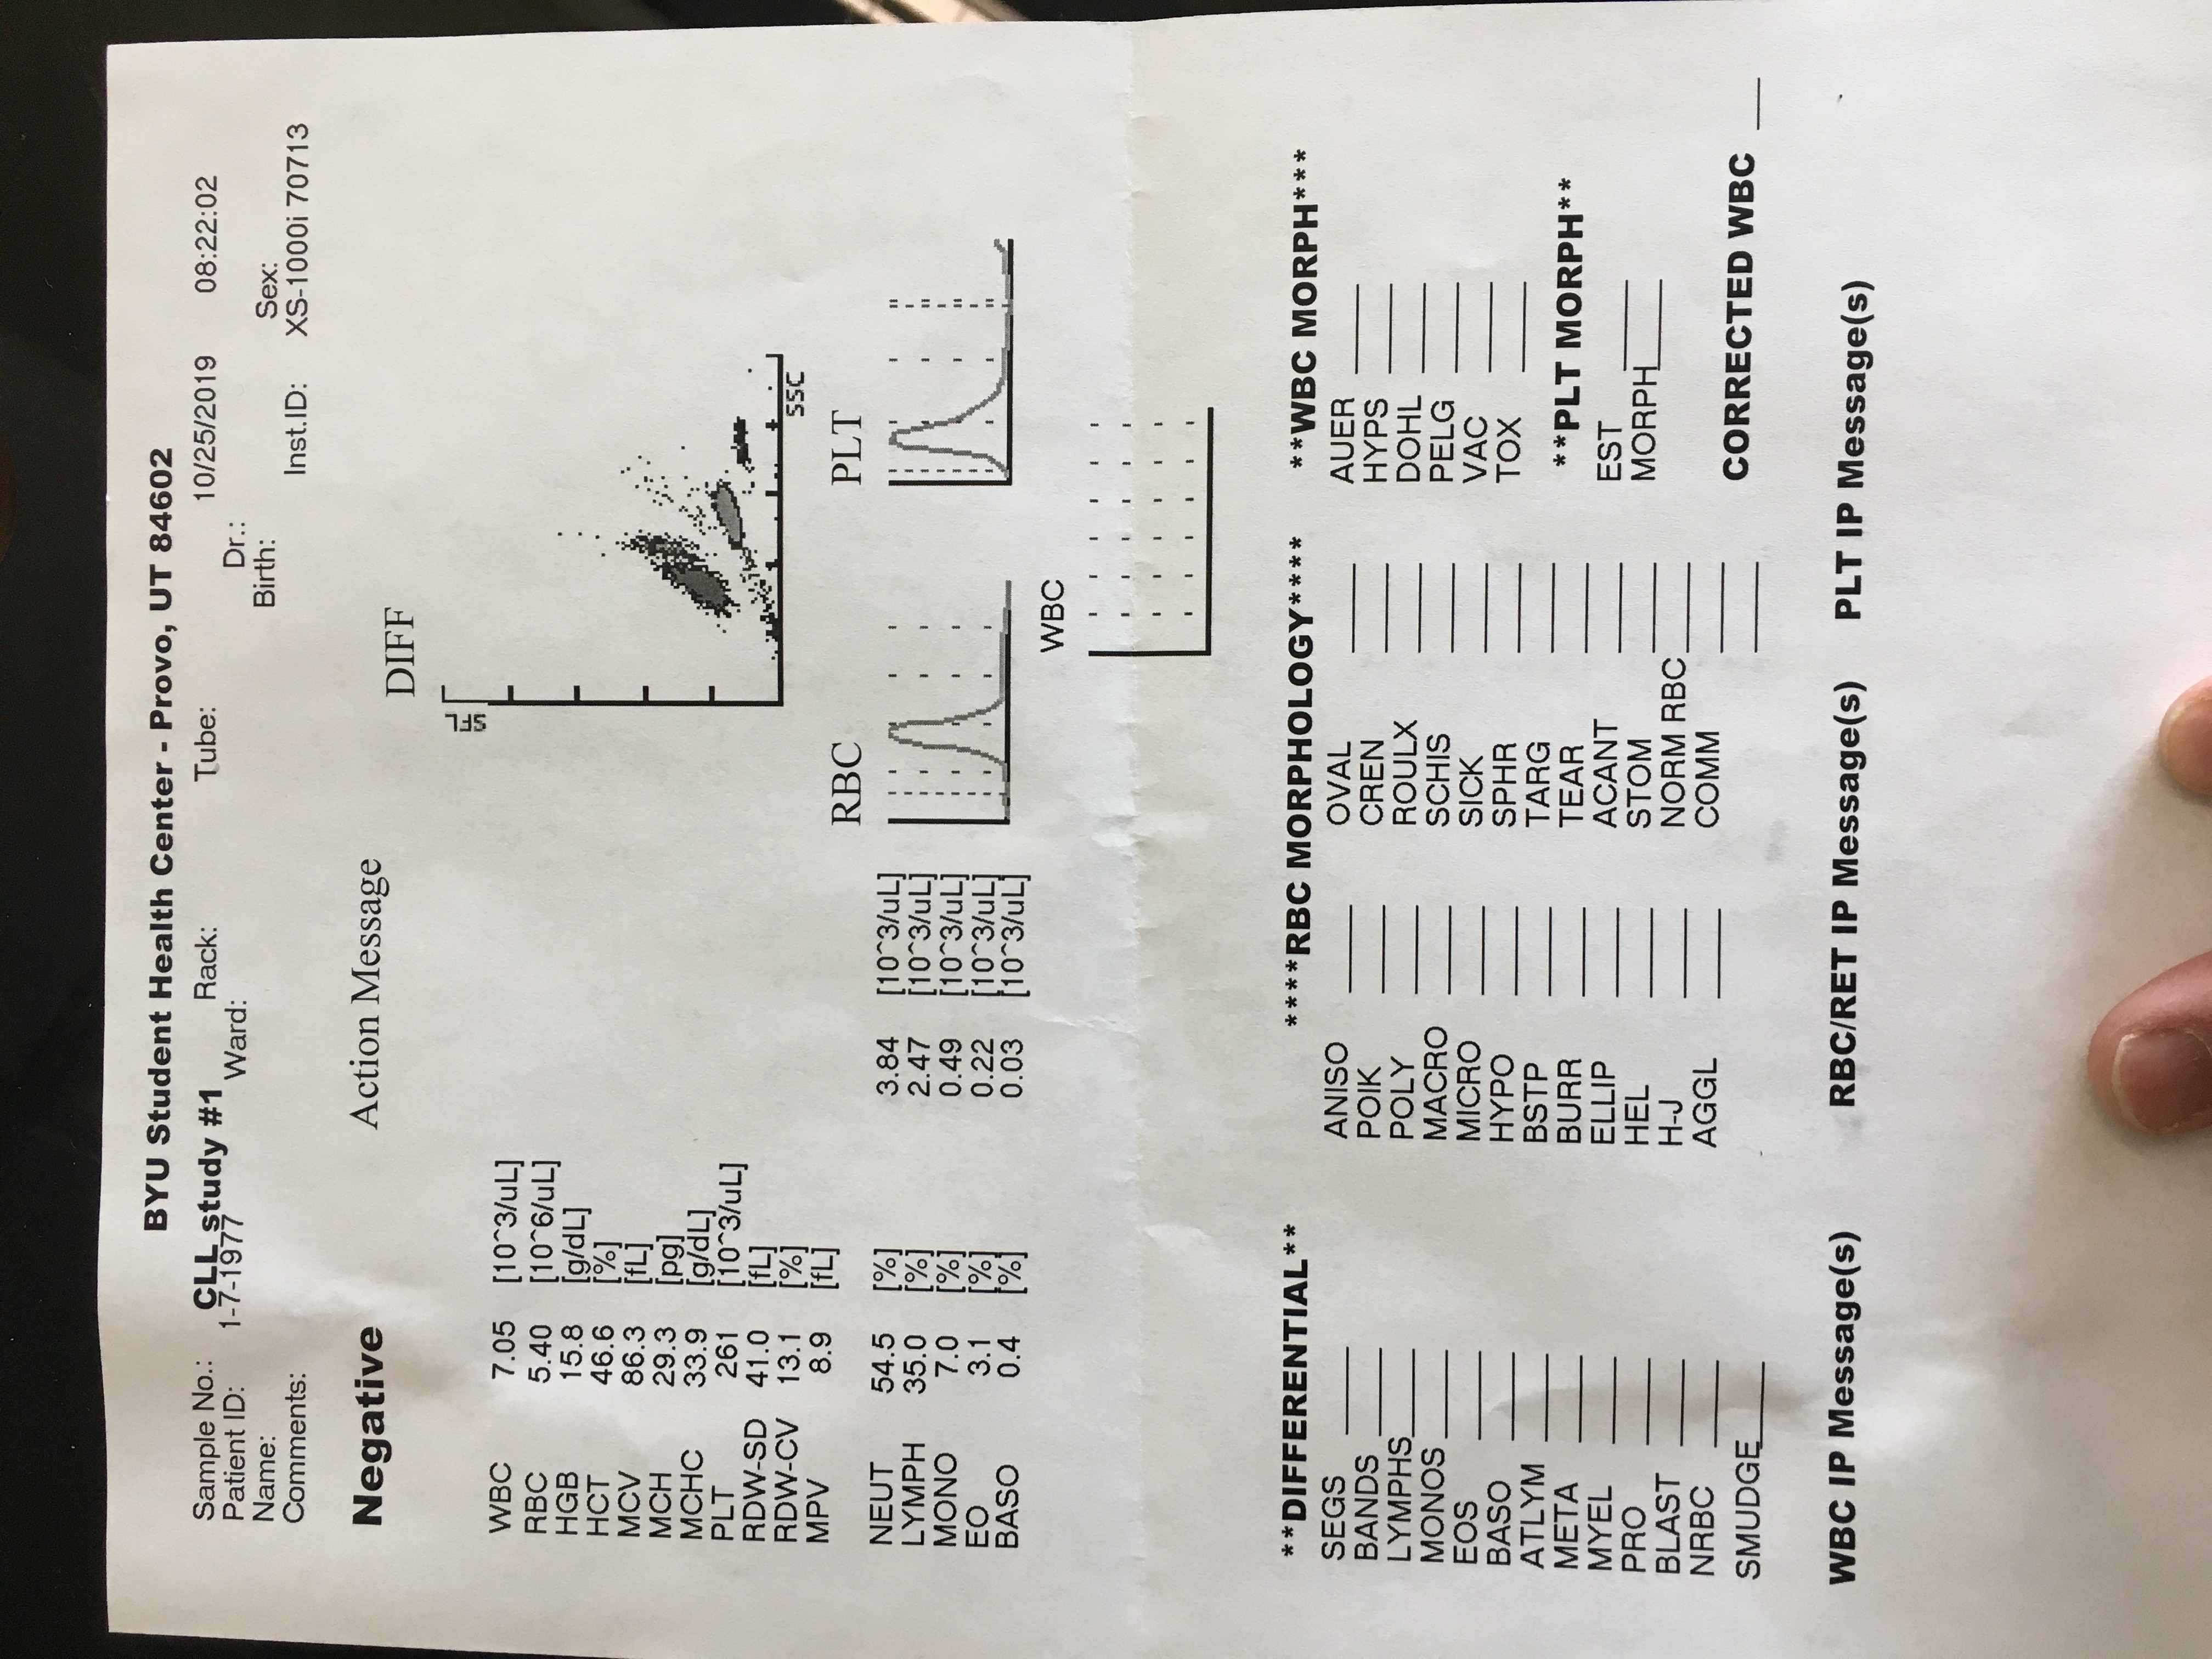 BYU Student Health Center - Provo, UT 84602
Sample No.: CLL study #1 Rack: Tube: 10/25/2019 08:22:02
Patient ID: 1-7-1977 Ward: Dr.:
Name: Birth: Sex:
Comments: Inst.ID: XS-1000i 70713
Negative Action Message
DIFF
SFL
SSC
WBC 7.05 [10^3/uL]
RBC 5.40 [10^6/uL]
HGB 15.8 [g/dL]
HCT 46.6 [%]
MCV 86.3 [fL]
MCH 29.3 [pg]
MCHC 33.9 [g/dL]
PLT 261 [10^3/uL]
RDW-SD 41.0 [fL]
RDW-CV 13.1 [%]
MPV 8.9 [fL]
RBC PLT
NEUT 54.5 [%] 3.84 [10^3/uL]
LYMPH 35.0 [%] 2.47 [10^3/uL]
MONO 7.0 [%] 0.49 [10^3/uL]
EO 3.1 [%] 0.22 [10^3/uL]
BASO 0.4 [%] 0.03 [10^3/uL]
WBC
**DIFFERENTIAL**
SEGS
BANDS
LYMPHS
MONOS
EOS
BASO
ATLYM
META
MYEL
PRO
BLAST
NRBC
SMUDGE
****RBC MORPHOLOGY****
ANISO OVAL
POIK CREN
POLY ROULX
MACRO SCHIS
MICRO SICK
HYPO SPHR
BSTP TARG
BURR TEAR
ELLIP ACANT
HEL STOM
H-J NORM RBC
AGGL COMM
**WBC MORPH***
AUER
HYPS
DOHL
PELG
VAC
TOX
**PLT MORPH**
EST
MORPH
CORRECTED WBC
WBC IP Message(s) RBC/RET IP Message(s) PLT IP Message(s)